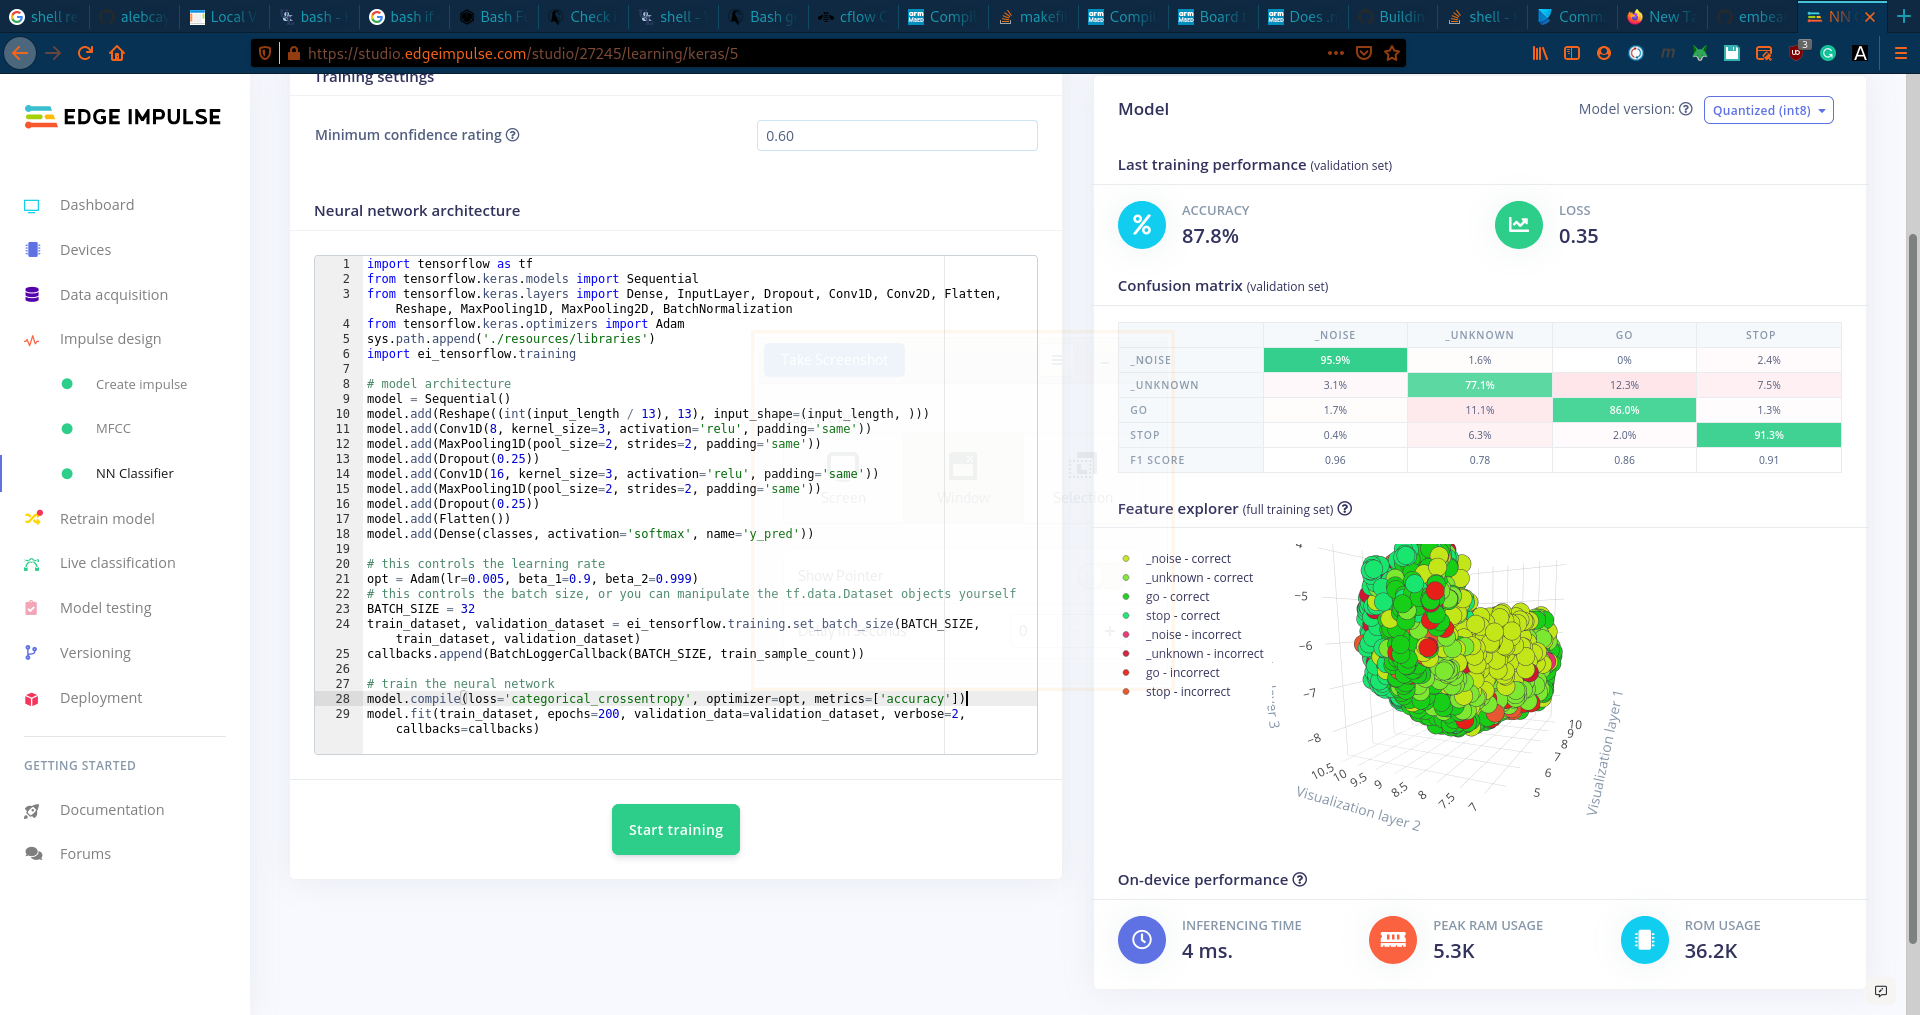 shell re
alebca
Local V
bash -
bash if
Bash F
Check
shell -
Bash g
cflow
Compi
makefi
Compi
Board
Does .
Buildin
shell -
Comm
New T
embea
NN
https://studio.edgeimpulse.com/studio/27245/learning/keras/5
3
EDGE IMPULSE
Dashboard
Devices
Data acquisition
Impulse design
Create impulse
MFCC
NN Classifier
Retrain model
Live classification
Model testing
Versioning
Deployment
GETTING STARTED
Documentation
Forums
Training settings
Minimum confidence rating
0.60
Neural network architecture
1 import tensorflow as tf
2 from tensorflow.keras.models import Sequential
3 from tensorflow.keras.layers import Dense, InputLayer, Dropout, Conv1D, Conv2D, Flatten,
Reshape, MaxPooling1D, MaxPooling2D, BatchNormalization
4 from tensorflow.keras.optimizers import Adam
5 sys.path.append('./resources/libraries')
6 import ei_tensorflow.training
7
8 # model architecture
9 model = Sequential()
10 model.add(Reshape((int(input_length / 13), 13), input_shape=(input_length, )))
11 model.add(Conv1D(8, kernel_size=3, activation='relu', padding='same'))
12 model.add(MaxPooling1D(pool_size=2, strides=2, padding='same'))
13 model.add(Dropout(0.25))
14 model.add(Conv1D(16, kernel_size=3, activation='relu', padding='same'))
15 model.add(MaxPooling1D(pool_size=2, strides=2, padding='same'))
16 model.add(Dropout(0.25))
17 model.add(Flatten())
18 model.add(Dense(classes, activation='softmax', name='y_pred'))
19
20 # this controls the learning rate
21 opt = Adam(lr=0.005, beta_1=0.9, beta_2=0.999)
22 # this controls the batch size, or you can manipulate the tf.data.Dataset objects yourself
23 BATCH_SIZE = 32
24 train_dataset, validation_dataset = ei_tensorflow.training.set_batch_size(BATCH_SIZE,
train_dataset, validation_dataset)
25 callbacks.append(BatchLoggerCallback(BATCH_SIZE, train_sample_count))
26
27 # train the neural network
28 model.compile(loss='categorical_crossentropy', optimizer=opt, metrics=['accuracy'])
29 model.fit(train_dataset, epochs=200, validation_data=validation_dataset, verbose=2,
callbacks=callbacks)
Take Screenshot
Screen
Window
Selection
Show Pointer
Delay in Seconds
0
Start training
Model
Model version:
Quantized (int8)
Last training performance (validation set)
ACCURACY
87.8%
LOSS
0.35
Confusion matrix (validation set)
_NOISE _UNKNOWN GO STOP
_NOISE 95.9% 1.6% 0% 2.4%
_UNKNOWN 3.1% 77.1% 12.3% 7.5%
GO 1.7% 11.1% 86.0% 1.3%
STOP 0.4% 6.3% 2.0% 91.3%
F1 SCORE 0.96 0.78 0.86 0.91
Feature explorer (full training set)
_noise - correct
_unknown - correct
go - correct
stop - correct
_noise - incorrect
_unknown - incorrect
go - incorrect
stop - incorrect
−5
−6
−7
−8
10.5
10
9.5
9
8.5
8
7.5
7
Visualization layer 2
10
9
8
7
6
5
Visualization layer 1
On-device performance
INFERENCING TIME
4 ms.
PEAK RAM USAGE
5.3K
ROM USAGE
36.2K